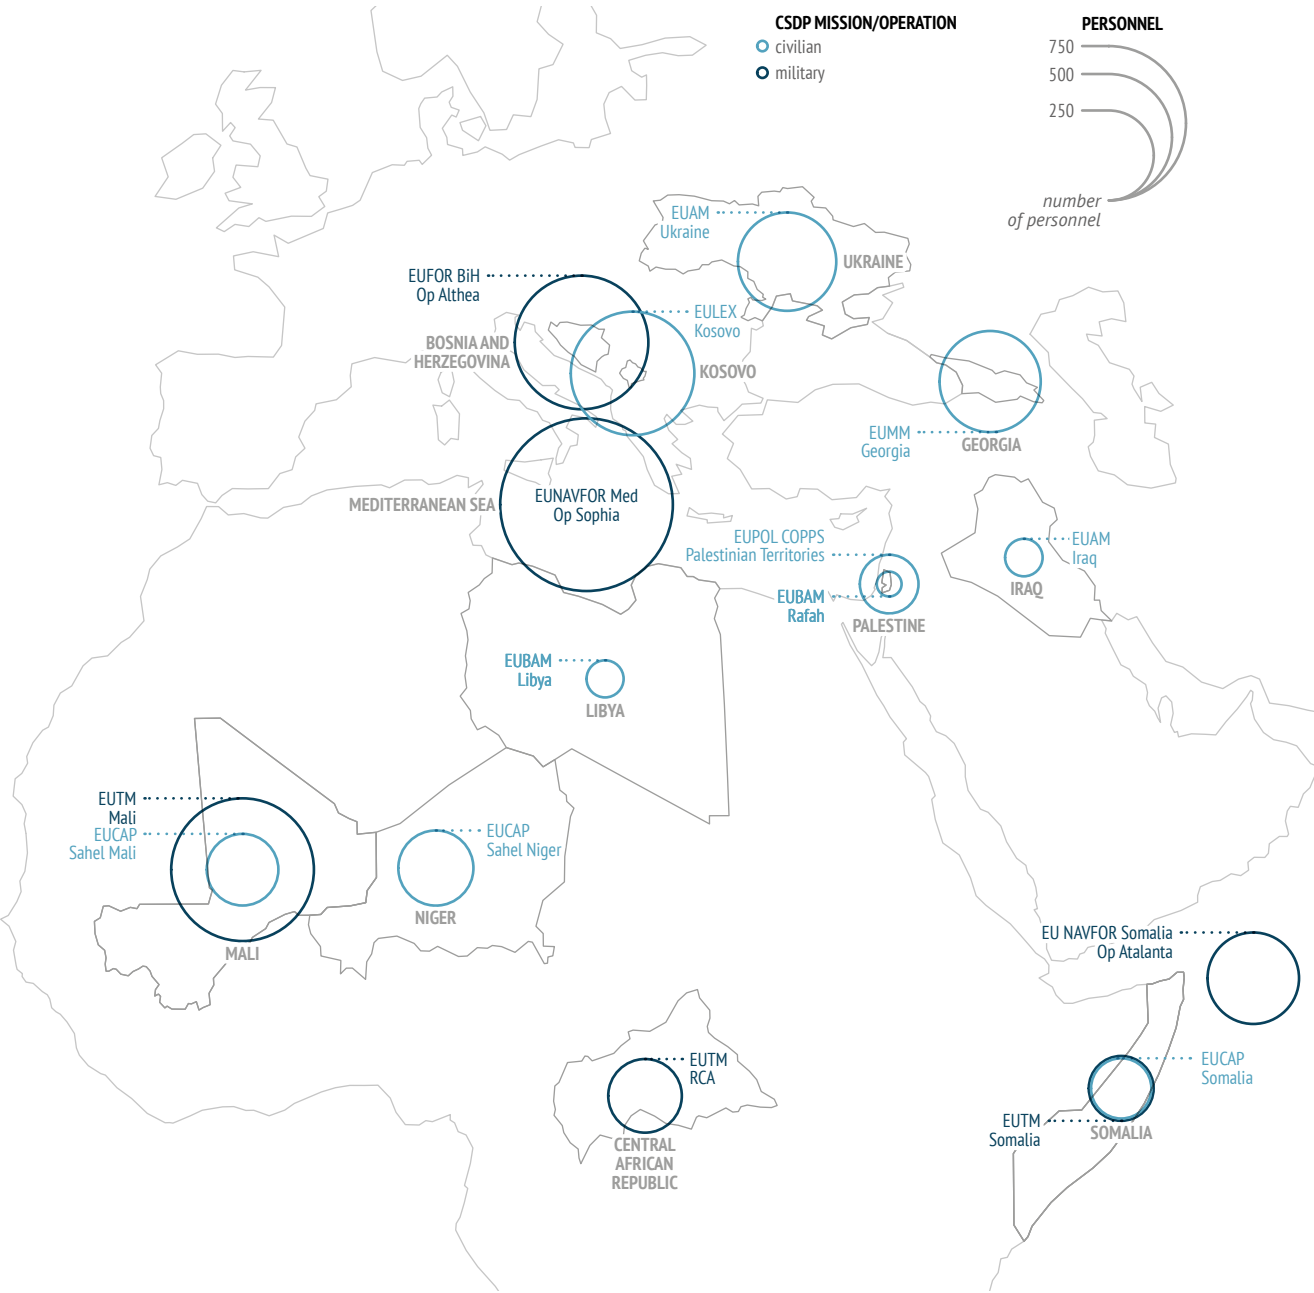 CSDP MISSION/OPERATION
civilian
military
PERSONNEL
750
500
250
number
of personnel
EUAM
Ukraine
UKRAINE
EUFOR BiH
Op Althea
EULEX
Kosovo
BOSNIA AND
HERZEGOVINA
KOSOVO
EUMM
Georgia
GEORGIA
MEDITERRANEAN SEA
EUNAVFOR Med
Op Sophia
EUPOL COPPS
Palestinian Territories
EUAM
Iraq
IRAQ
EUBAM
Rafah
PALESTINE
EUBAM
Libya
LIBYA
EUTM
Mali
EUCAP
Sahel Mali
MALI
EUCAP
Sahel Niger
NIGER
EU NAVFOR Somalia
Op Atalanta
EUTM
RCA
CENTRAL
AFRICAN
REPUBLIC
EUCAP
Somalia
EUTM
Somalia
SOMALIA